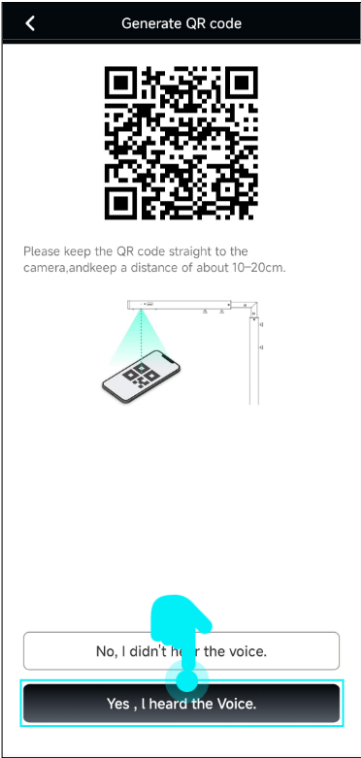 Generate QR code
Please keep the QR code straight to the
camera,andkeep a distance of about 10-20cm.
No, I didn't hear the voice.
Yes , I heard the Voice.